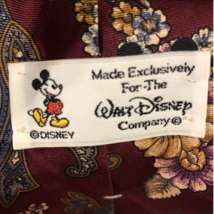 Made Exclusively
For The
WALT DISNEY
Company©
©DISNEY